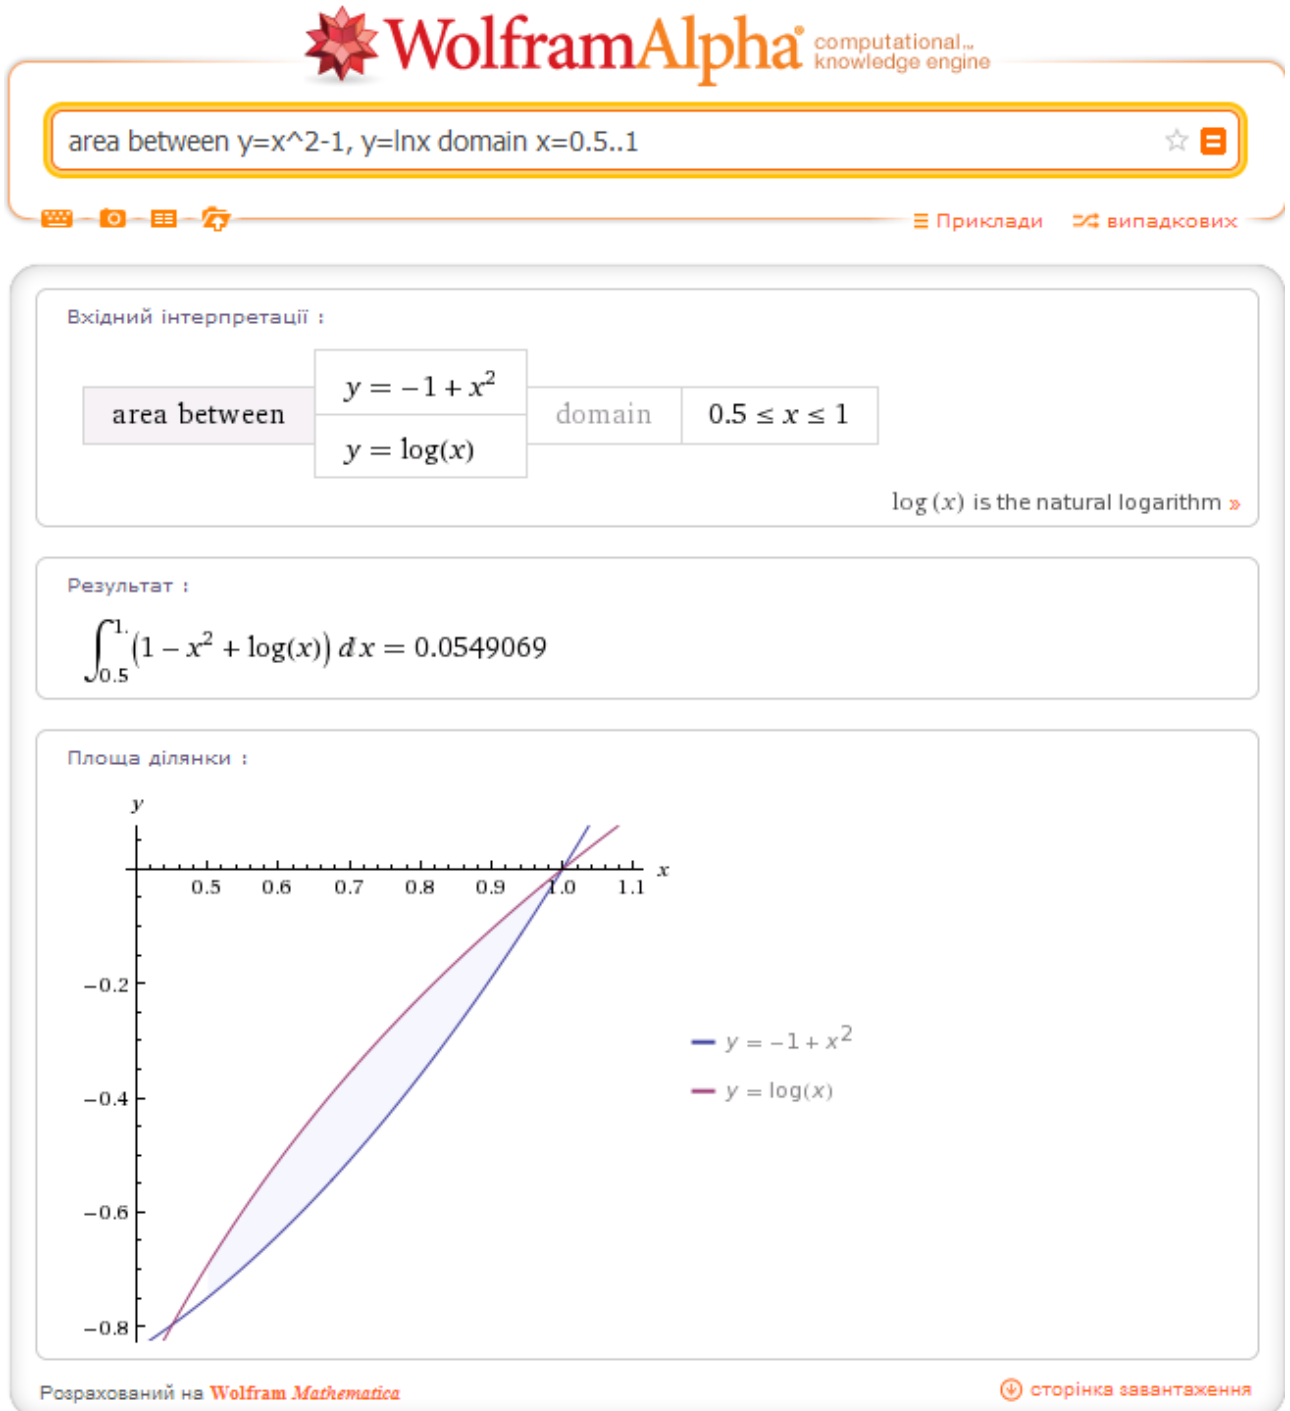 WolframAlpha® computational... knowledge engine
area between y=x^2-1, y=lnx domain x=0.5..1
Приклади випадкових
Вхідний інтерпретації :
area between y = −1 + x² domain 0.5 ≤ x ≤ 1
y = log(x)
log(x) is the natural logarithm »
Результат :
∫₀.₅¹·(1 − x² + log(x)) dx = 0.0549069
Площа ділянки :
y
x
0.5 0.6 0.7 0.8 0.9 1.0 1.1
−0.2
y = −1 + x²
y = log(x)
−0.4
−0.6
−0.8
Розрахований на Wolfram Mathematica
сторінка завантаження